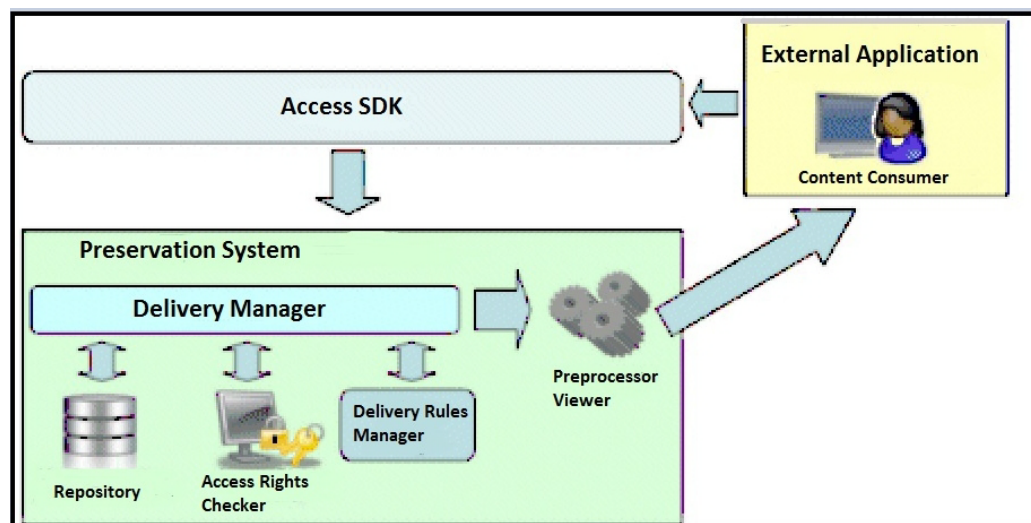 External Application
Access SDK
Content Consumer
Preservation System
Delivery Manager
Preprocessor
Viewer
Delivery Rules
Manager
Repository
Access Rights
Checker